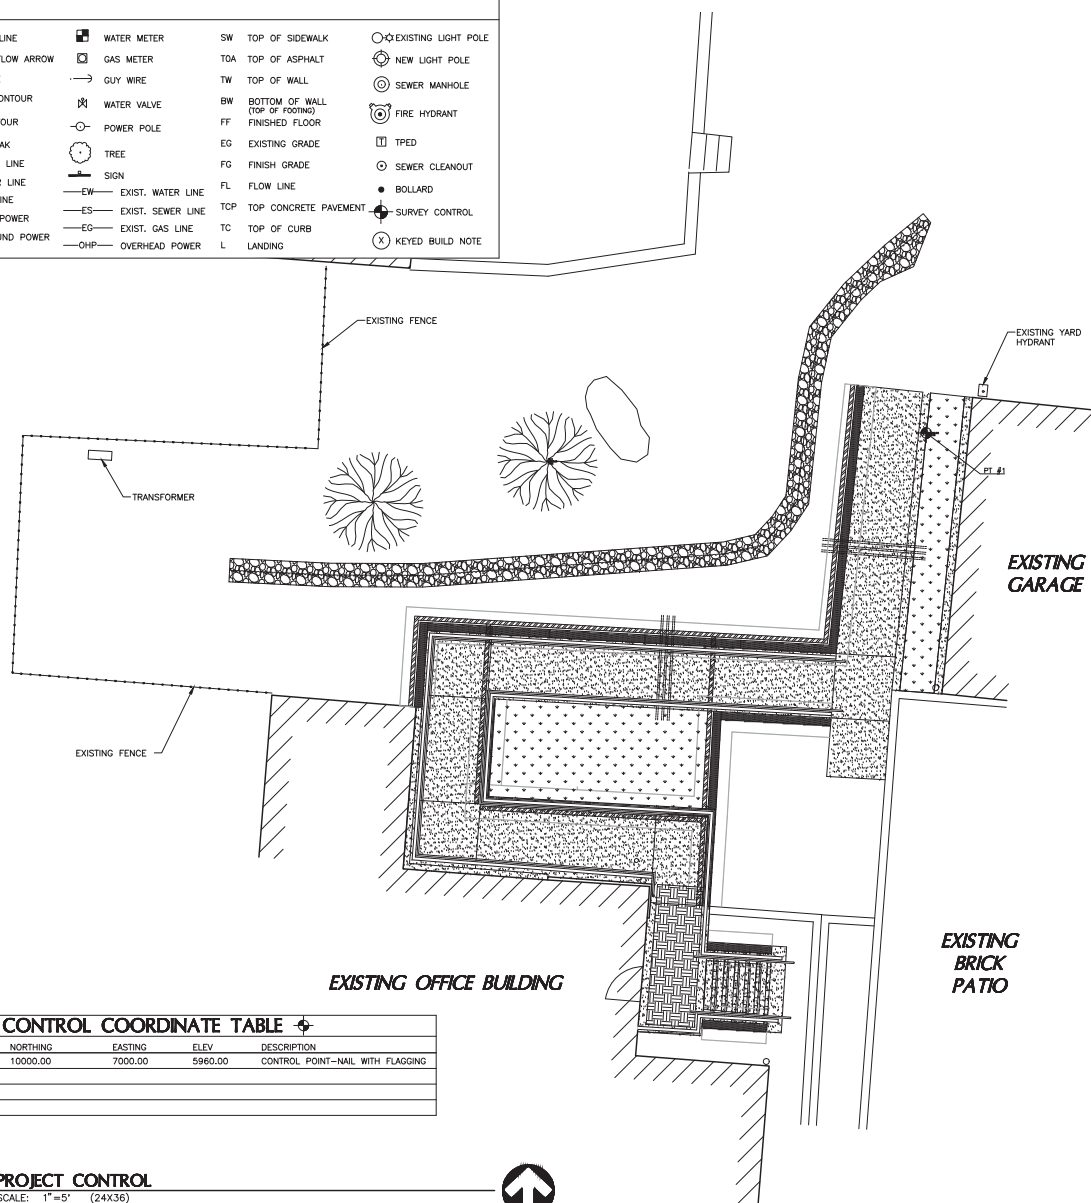 LINE
WATER METER
SW TOP OF SIDEWALK
EXISTING LIGHT POLE
LOW ARROW
GAS METER
TOA TOP OF ASPHALT
NEW LIGHT POLE
GUY WIRE
TW TOP OF WALL
SEWER MANHOLE
ONTOUR
WATER VALVE
BW BOTTOM OF WALL
(TOP OF FOOTING)
FIRE HYDRANT
OUR
POWER POLE
FF FINISHED FLOOR
AK
TREE
EG EXISTING GRADE
T TPED
LINE
SIGN
FG FINISH GRADE
SEWER CLEANOUT
LINE
EW EXIST. WATER LINE
FL FLOW LINE
BOLLARD
INE
ES EXIST. SEWER LINE
TCP TOP CONCRETE PAVEMENT
SURVEY CONTROL
POWER
EG EXIST. GAS LINE
TC TOP OF CURB
UND POWER
OHP OVERHEAD POWER
L LANDING
X KEYED BUILD NOTE
EXISTING FENCE
EXISTING YARD
HYDRANT
PT #1
TRANSFORMER
EXISTING
GARAGE
EXISTING FENCE
EXISTING
BRICK
PATIO
EXISTING OFFICE BUILDING
CONTROL COORDINATE TABLE
NORTHING EASTING ELEV DESCRIPTION
10000.00 7000.00 5960.00 CONTROL POINT-NAIL WITH FLAGGING
PROJECT CONTROL
SCALE: 1"=5' (24X36)